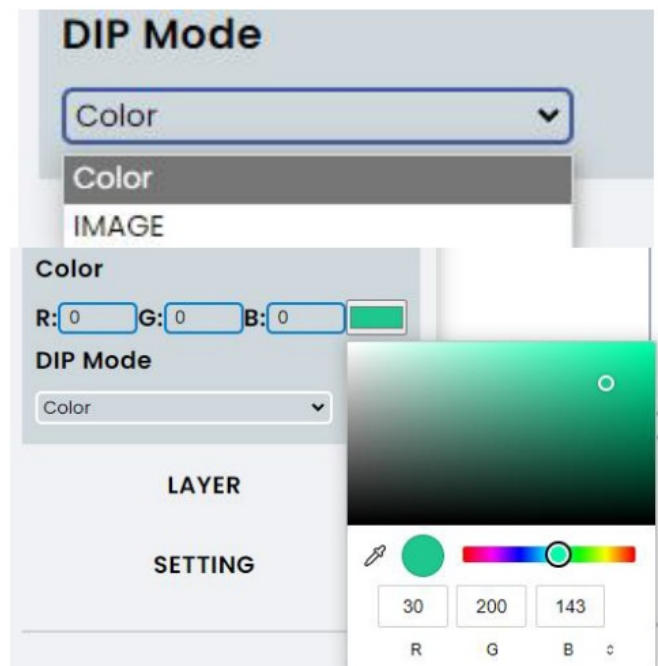 DIP Mode
Color
Color
IMAGE
Color
R: 0 G: 0 B: 0
DIP Mode
Color
LAYER
SETTING
30 200 143
R G B